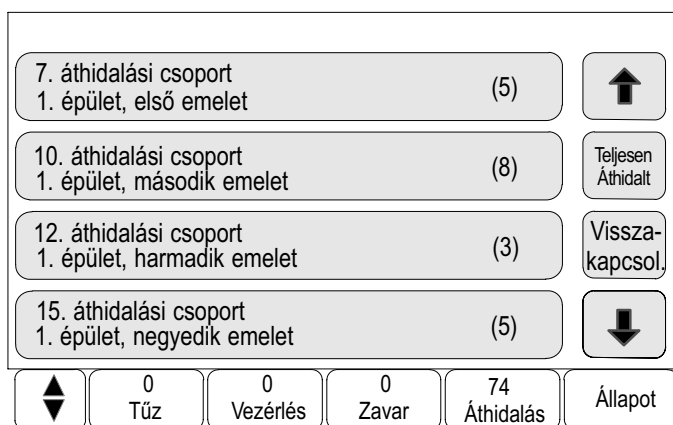 7. áthidalási csoport
1. épület, első emelet
(5)
10. áthidalási csoport
1. épület, második emelet
(8)
Teljesen
Áthidalt
12. áthidalási csoport
1. épület, harmadik emelet
(3)
Vissza-
kapcsol.
15. áthidalási csoport
1. épület, negyedik emelet
(5)
0
Tűz
0
Vezérlés
0
Zavar
74
Áthidalás
Állapot